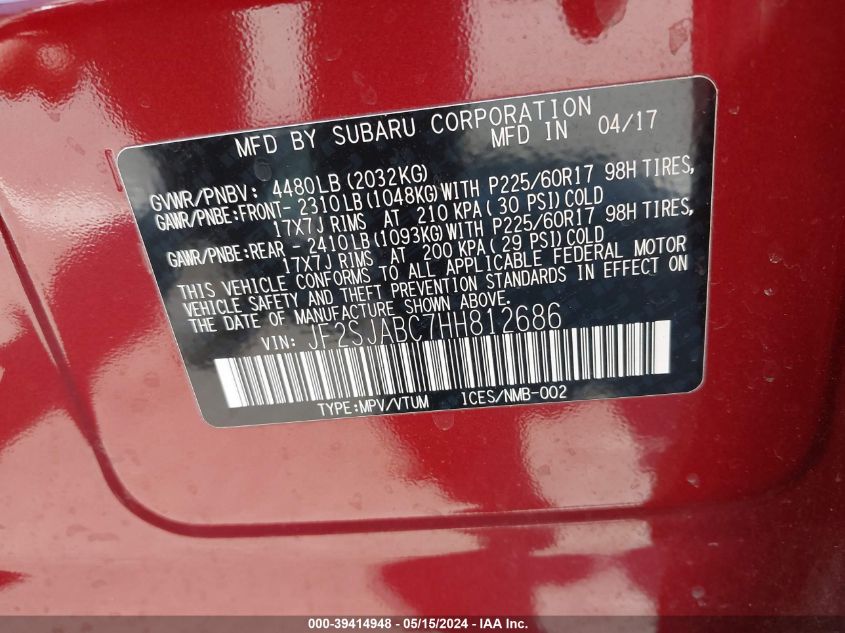 MFD BY SUBARU CORPORATION
MFD IN 04/17
GVWR/PNBV: 4480LB (2032KG)
GAWR/PNBE:FRONT- 2310LB (1048KG)WITH P225/60R17 98H TIRES,
17X7J RIMS AT 210 KPA( 30 PSI) COLD
GAWR/PNBE:REAR - 2410LB (1093KG)WITH P225/60R17 98H TIRES,
17X7J RIMS AT 200 KPA( 29 PSI) COLD
THIS VEHICLE CONFORMS TO ALL APPLICABLE FEDERAL MOTOR
VEHICLE SAFETY AND THEFT PREVENTION STANDARDS IN EFFECT ON
THE DATE OF MANUFACTURE SHOWN ABOVE.
VIN: JF2SJABC7HH812686
TYPE:MPV/VTUM ICES/NMB-002
000-39414948 - 05/15/2024 - IAA Inc.